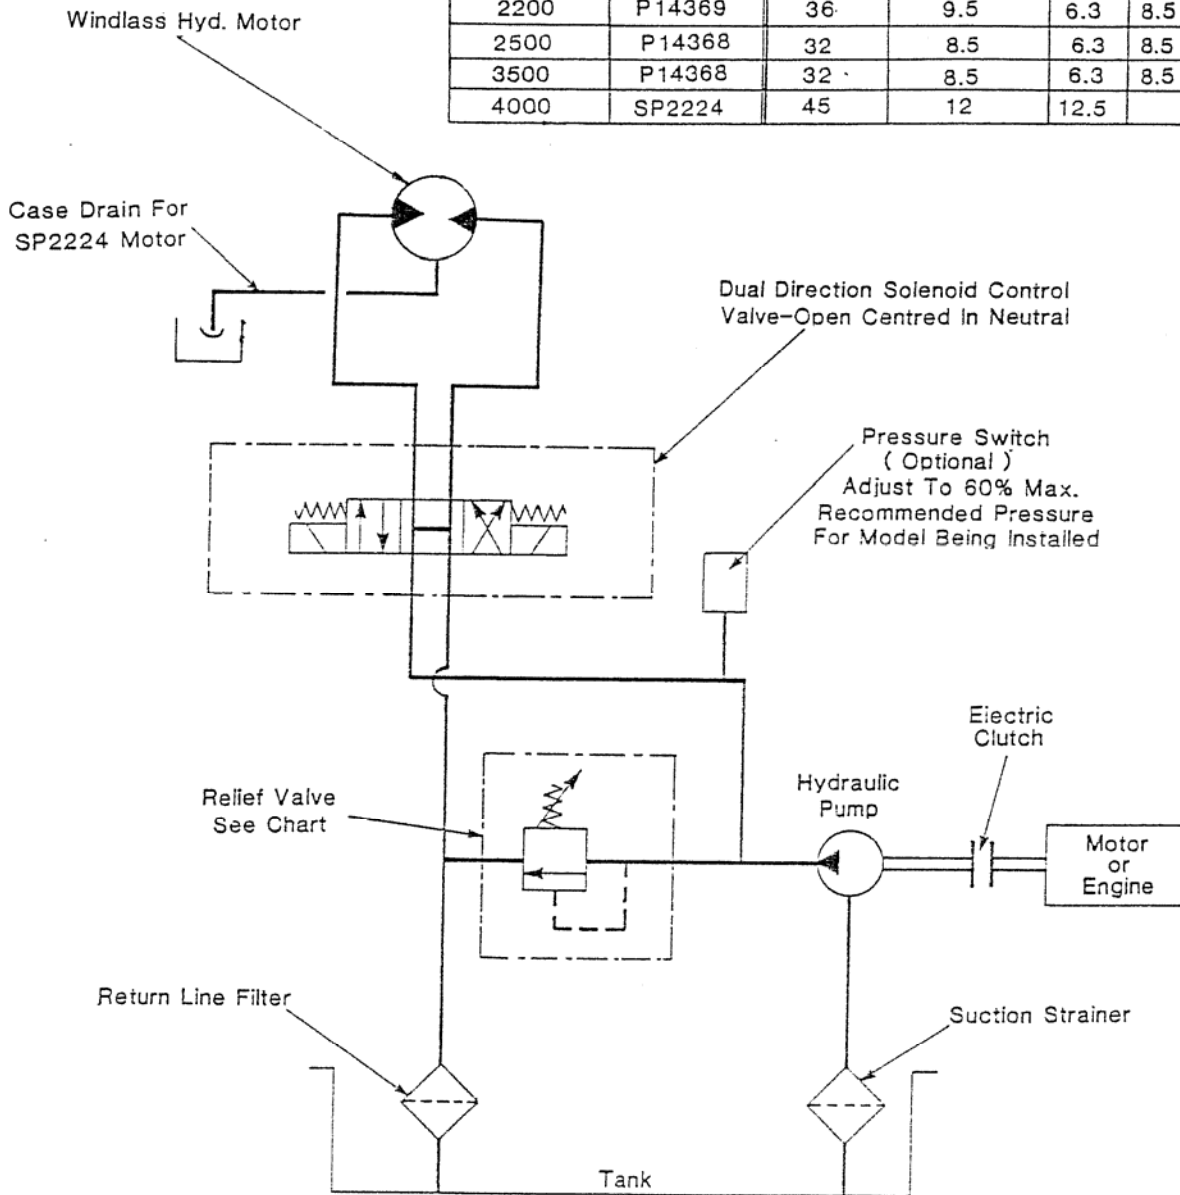 2200 P14369 36 9.5 6.3 8.5
2500 P14368 32 8.5 6.3 8.5
3500 P14368 32 8.5 6.3 8.5
4000 SP2224 45 12 12.5
Windlass Hyd. Motor
Case Drain For
SP2224 Motor
Dual Direction Solenoid Control
Valve-Open Centred In Neutral
Pressure Switch
( Optional )
Adjust To 60% Max.
Recommended Pressure
For Model Being Installed
Electric
Clutch
Hydraulic
Pump
Relief Valve
See Chart
Motor
or
Engine
Return Line Filter
Suction Strainer
Tank